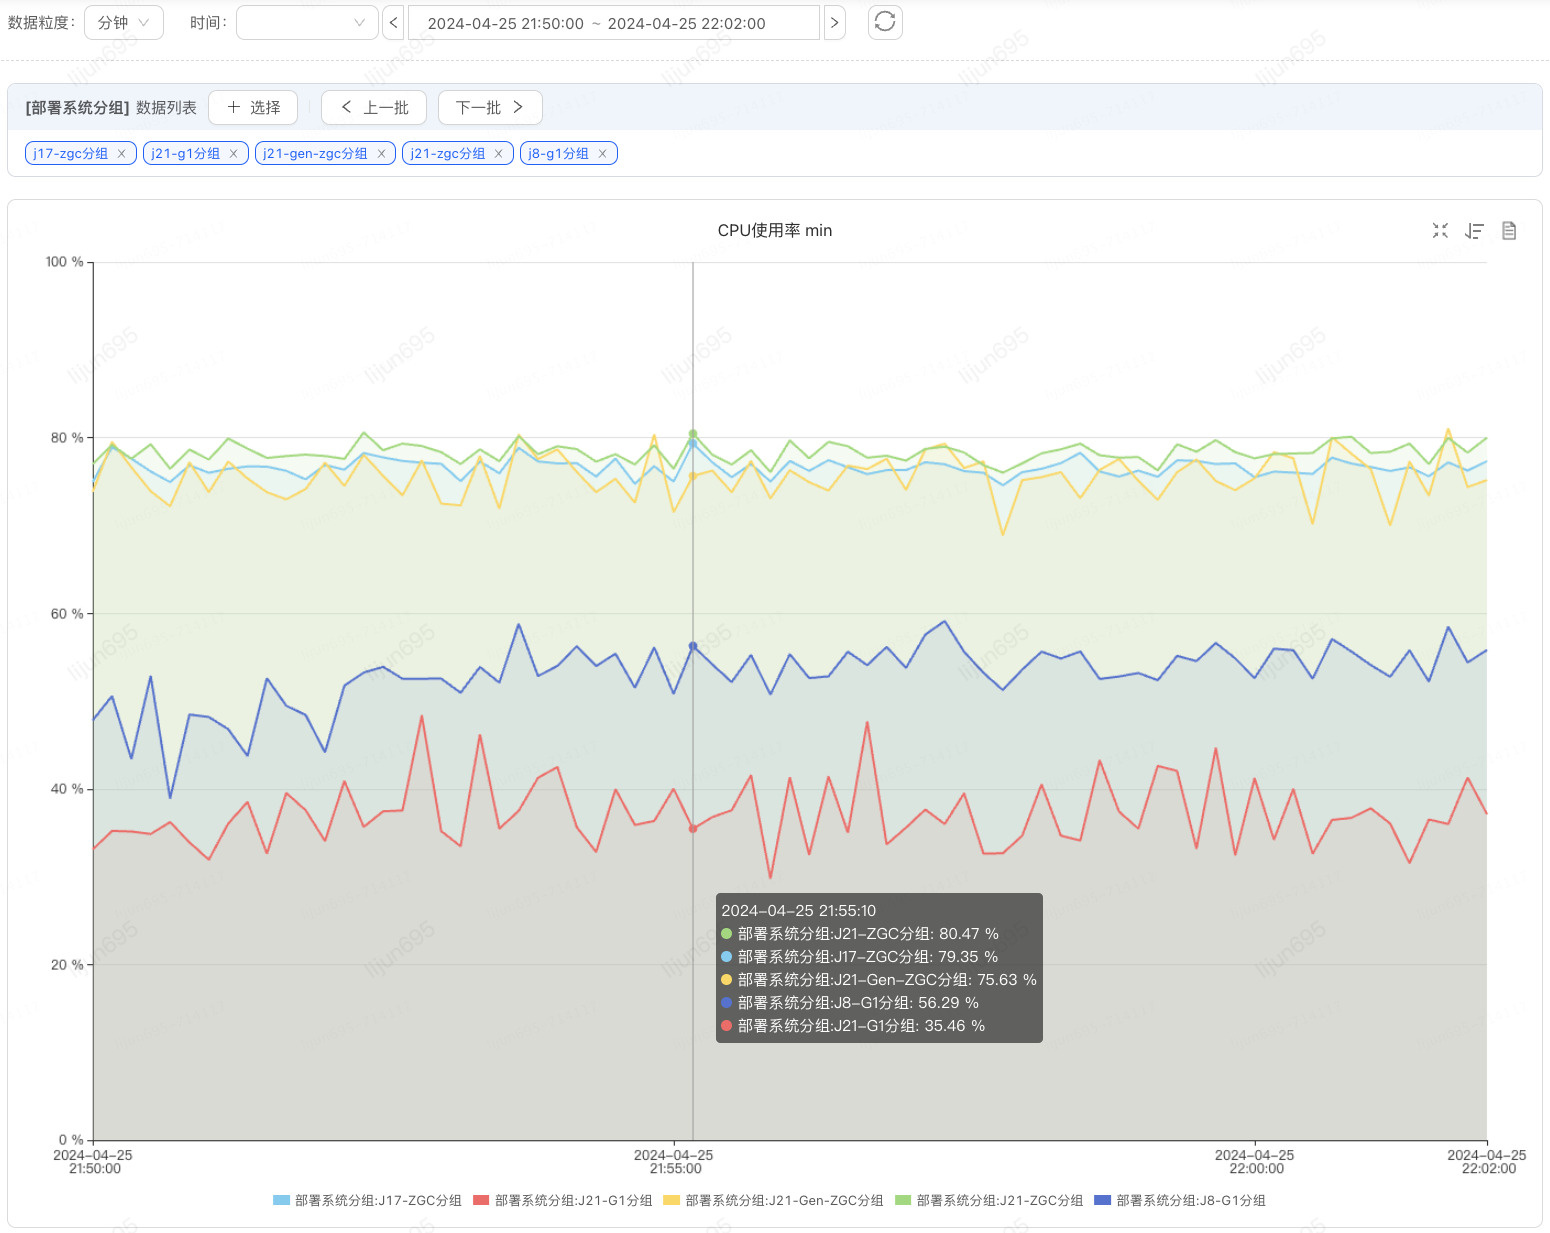 数据粒度： 分钟 时间： 2024-04-25 21:50:00 ~ 2024-04-25 22:02:00
[部署系统分组] 数据列表 + 选择 < 上一批 下一批 >
j17-zgc分组 × j21-g1分组 × j21-gen-zgc分组 × j21-zgc分组 × j8-g1分组 ×
CPU使用率 min
100 %
80 %
60 %
40 %
20 %
0 %
2024-04-25 21:55:10
部署系统分组:J21-ZGC分组: 80.47 %
部署系统分组:J17-ZGC分组: 79.35 %
部署系统分组:J21-Gen-ZGC分组: 75.63 %
部署系统分组:J8-G1分组: 56.29 %
部署系统分组:J21-G1分组: 35.46 %
2024-04-25 2024-04-25 2024-04-25 2024-04-25
21:50:00 21:55:00 22:00:00 22:02:00
部署系统分组:J17-ZGC分组 部署系统分组:J21-G1分组 部署系统分组:J21-Gen-ZGC分组 部署系统分组:J21-ZGC分组 部署系统分组:J8-G1分组
lijun695